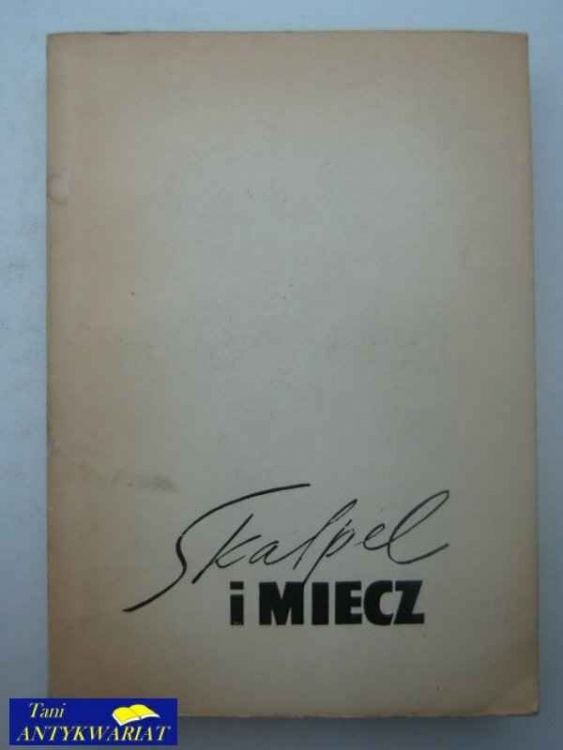 Skalpel
i MIECZ
Tani
ANTYKWARIAT